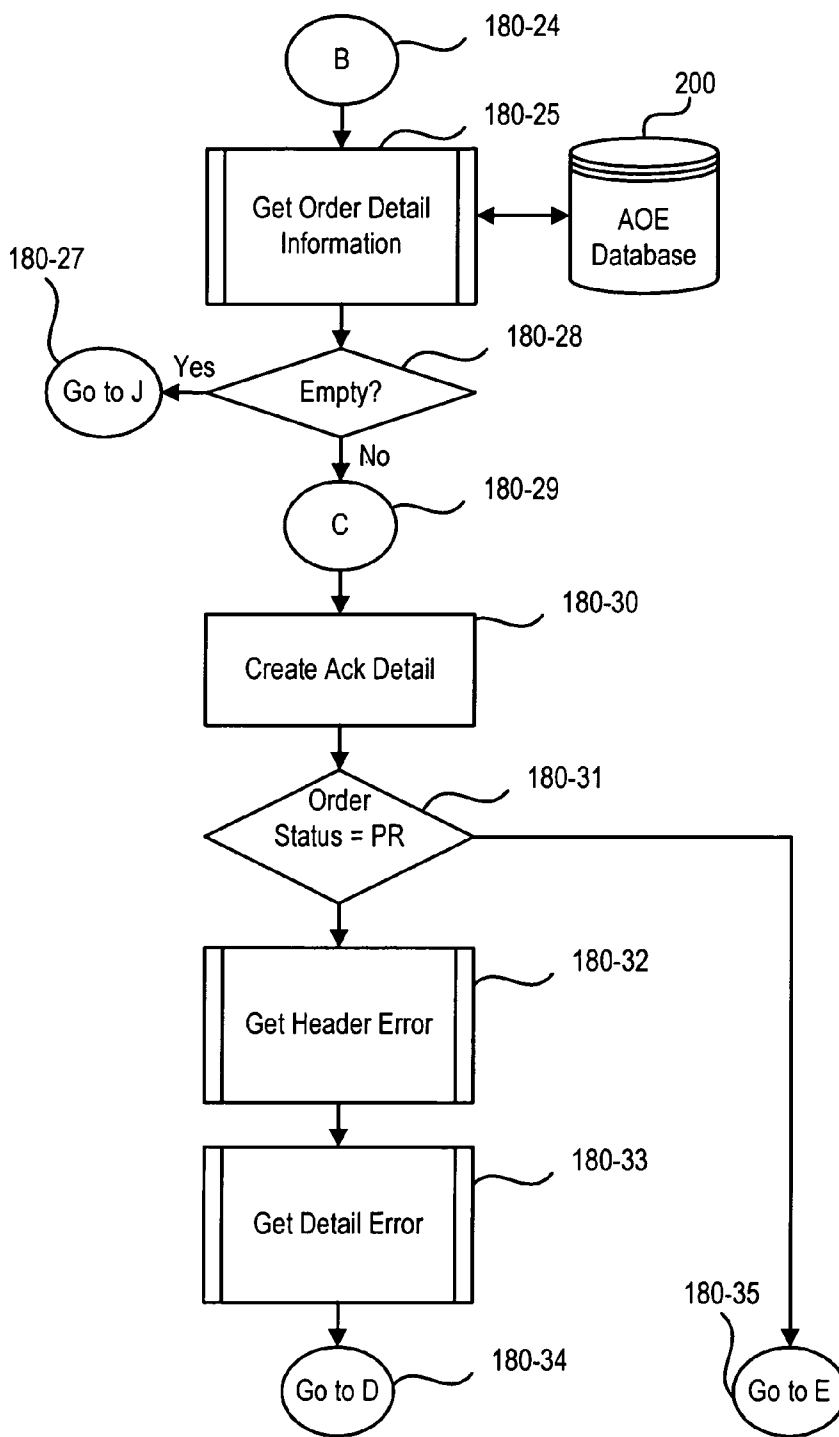 180-24
B
180-25
200
Get Order Detail
Information
AOE
Database
180-27
180-28
Yes
Go to J
Empty?
No
180-29
C
180-30
Create Ack Detail
180-31
Order
Status = PR
180-32
Get Header Error
180-33
Get Detail Error
180-35
180-34
Go to D
Go to E